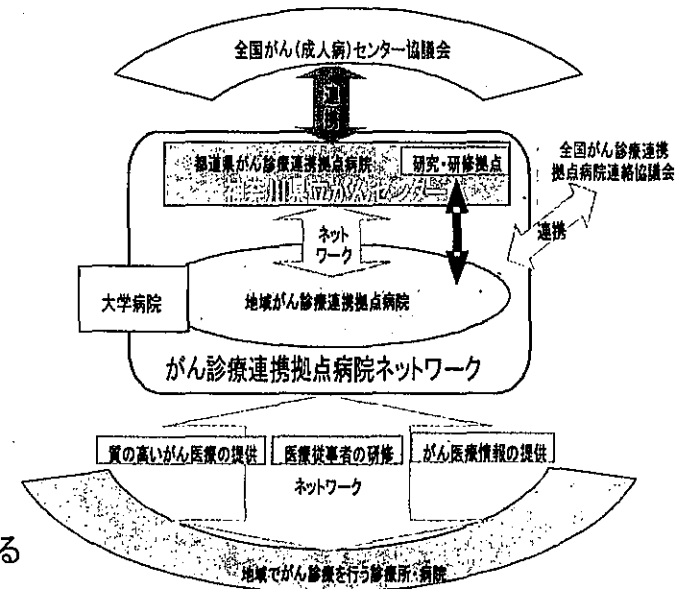 全国がん(成人病)センター協議会
連携
都道県がん診療連携拠点病院
研究・研修拠点
神奈川県立がんセンター
全国がん診療連携
拠点病院連絡協議会
連携
ネット
ワーク
大学病院
地域がん診療連携拠点病院
がん診療連携拠点病院ネットワーク
質の高いがん医療の提供
医療従事者の研修
がん医療情報の提供
ネットワーク
る
地域でがん診療を行う診療所・病院